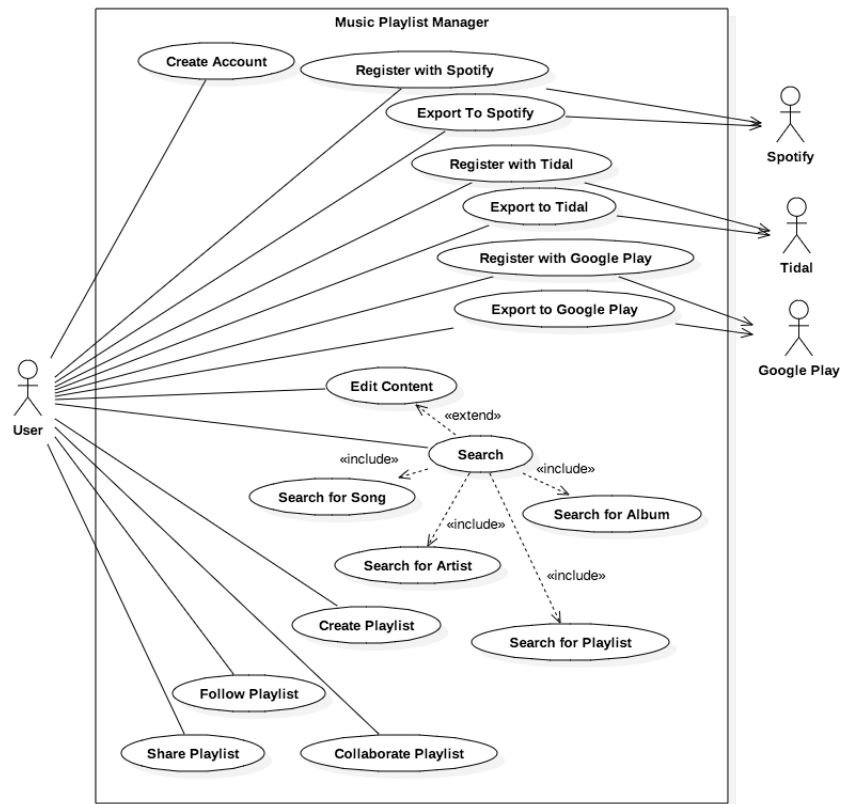 Music Playlist Manager
Create Account
Register with Spotify
Export To Spotify
Spotify
Register with Tidal
Export to Tidal
Tidal
Register with Google Play
Export to Google Play
Google Play
Edit Content
User
«extend»
Search
«include»
«include»
Search for Song
Search for Album
«include»
Search for Artist
«include»
Create Playlist
Search for Playlist
Follow Playlist
Share Playlist
Collaborate Playlist